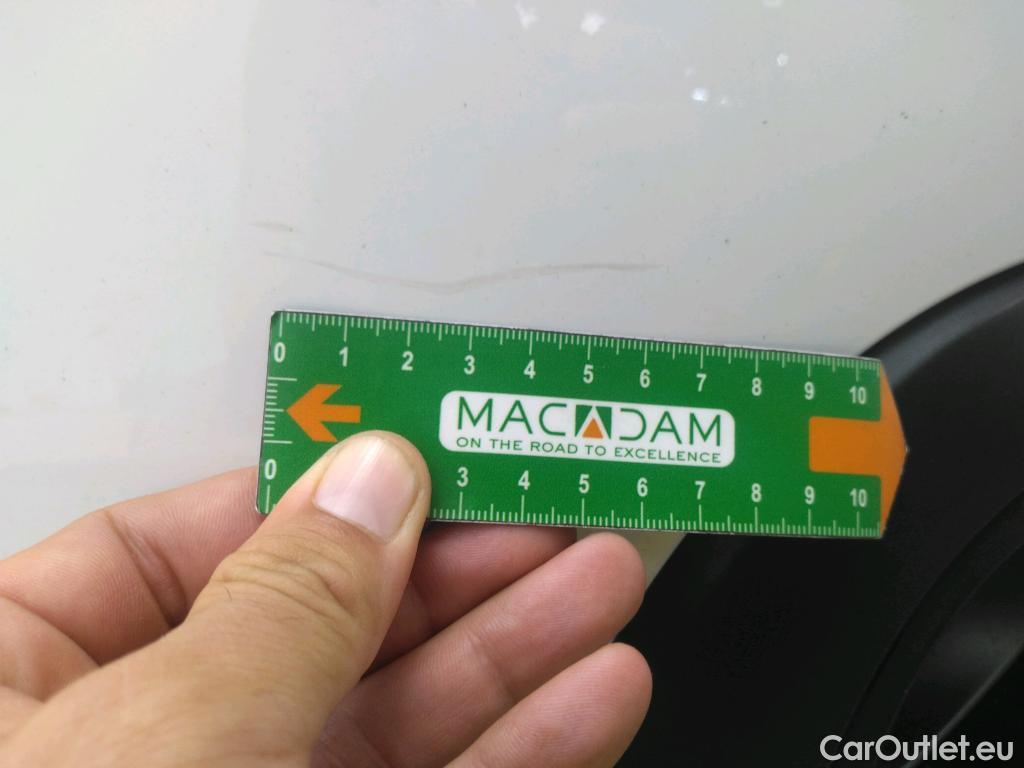 0 1 2 3 4 5 6 7 8 9 10
MACADAM
ON THE ROAD TO EXCELLENCE
0 3 4 5 6 7 8 9 10
CarOutlet.eu